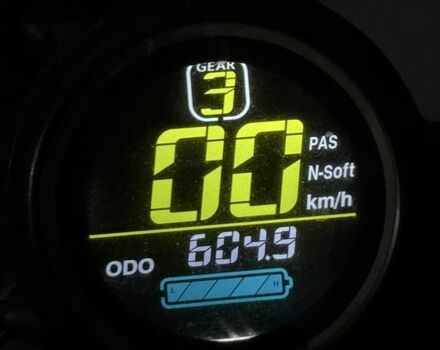 GEAR
3
00
PAS
N-Soft
km/h
ODO 604.9
L H